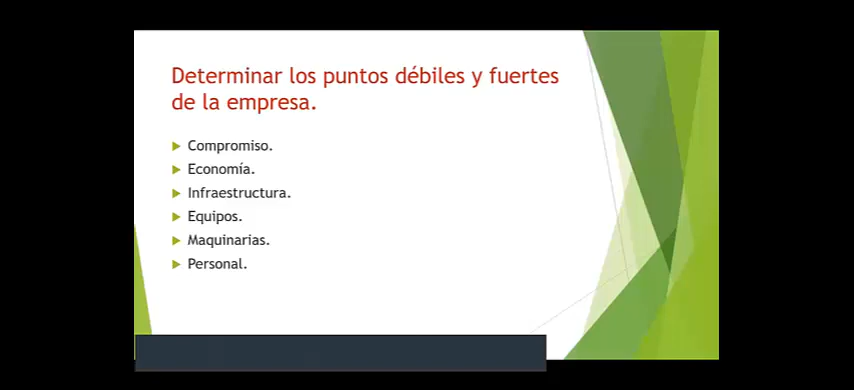 Determinar los puntos débiles y fuertes
de la empresa.
Compromiso.
Economía.
Infraestructura.
Equipos.
Maquinarias.
Personal.